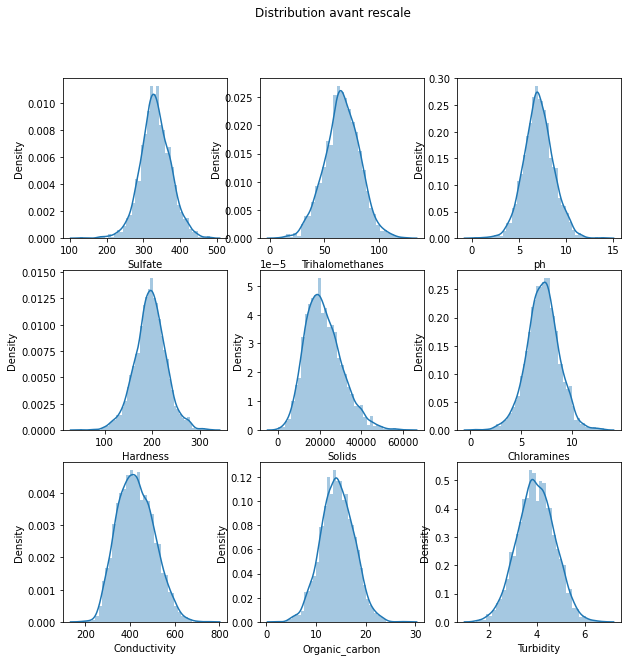 Distribution avant rescale
0.010
0.008
0.006
0.004
0.002
0.000
Density
100 200 300 400 500
Sulfate
0.025
0.020
0.015
0.010
0.005
0.000
Density
0 50 100
Trihalomethanes
0.30
0.25
0.20
0.15
0.10
0.05
0.00
Density
0 5 10 15
ph
0.0150
0.0125
0.0100
0.0075
0.0050
0.0025
0.0000
Density
100 200 300
Hardness
1e−5
5
4
3
2
1
0
Density
0 20000 40000 60000
Solids
0.25
0.20
0.15
0.10
0.05
0.00
Density
0 5 10
Chloramines
0.004
0.003
0.002
0.001
0.000
Density
200 400 600 800
Conductivity
0.12
0.10
0.08
0.06
0.04
0.02
0.00
Density
0 10 20 30
Organic_carbon
0.5
0.4
0.3
0.2
0.1
0.0
Density
2 4 6
Turbidity